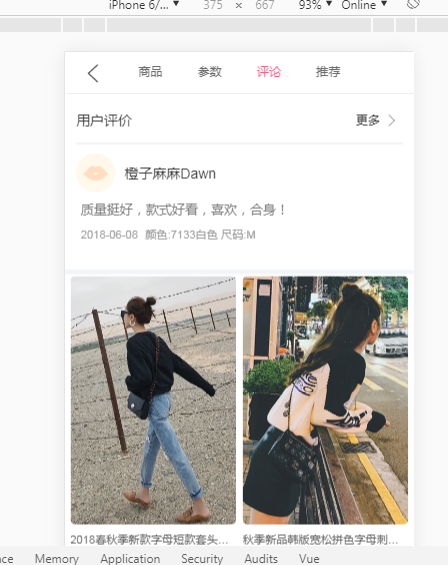 iPhone 6/... ▼ 375 × 667 93% ▼ Online ▼
商品 参数 评论 推荐
用户评价 更多
橙子麻麻Dawn
质量挺好，款式好看，喜欢，合身！
2018-06-08 颜色:7133白色 尺码:M
2018春秋季新款字母短款套头...
秋季新品韩版宽松拼色字母刺...
nce Memory Application Security Audits Vue